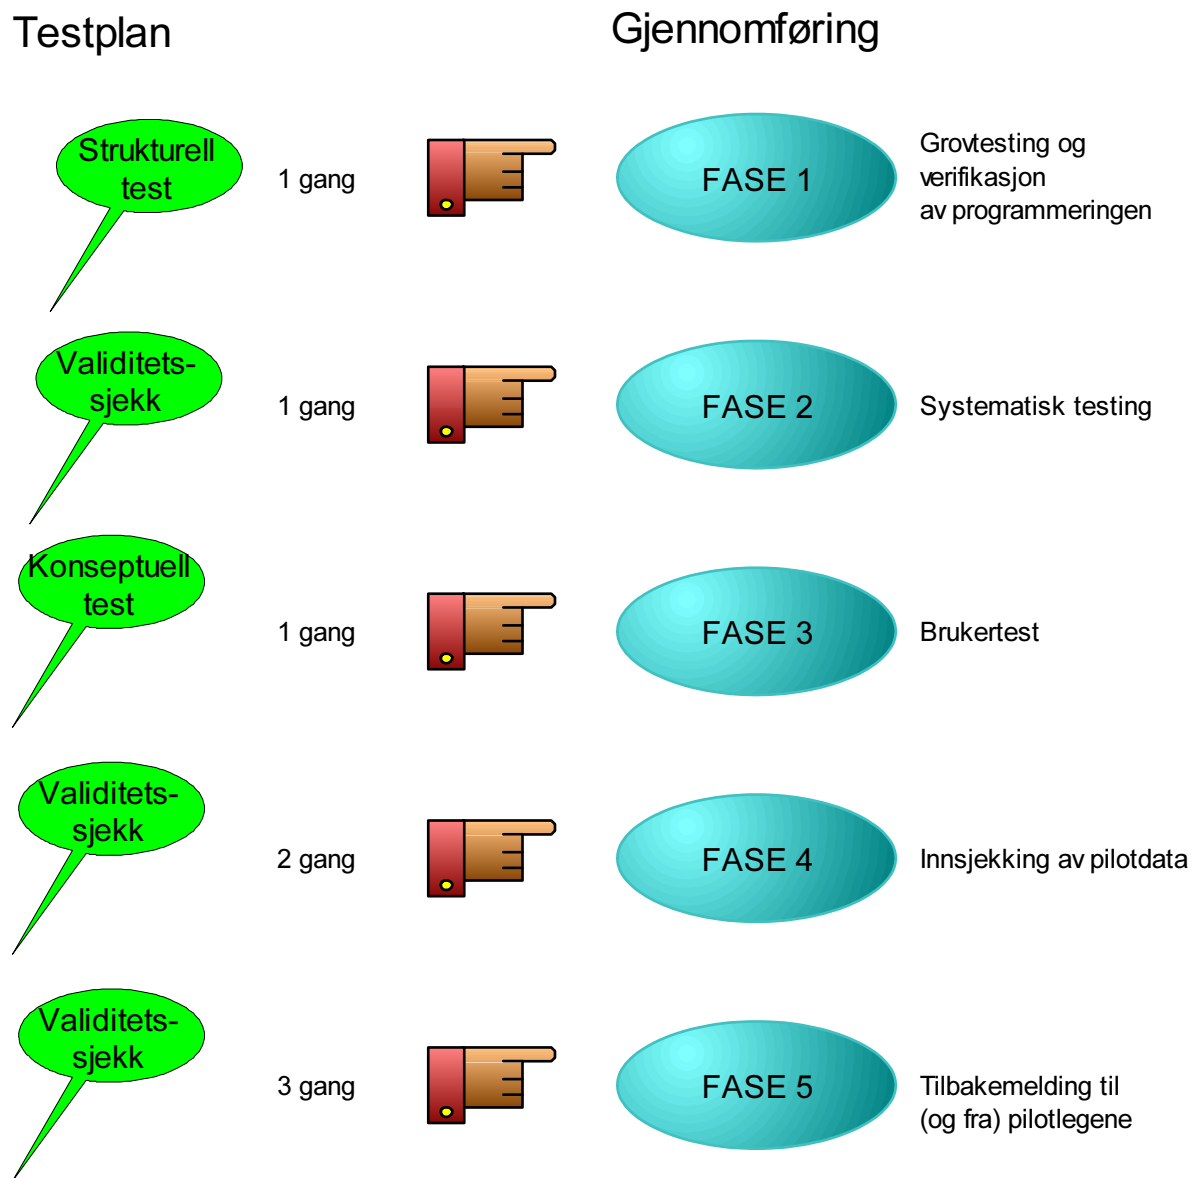 Testplan
Gjennomføring
Strukturell
test
1 gang
FASE 1
Grovtesting og
verifikasjon
av programmeringen
Validitets-
sjekk
1 gang
FASE 2
Systematisk testing
Konseptuell
test
1 gang
FASE 3
Brukertest
Validitets-
sjekk
2 gang
FASE 4
Innsjekking av pilotdata
Validitets-
sjekk
3 gang
FASE 5
Tilbakemelding til
(og fra) pilotlegene